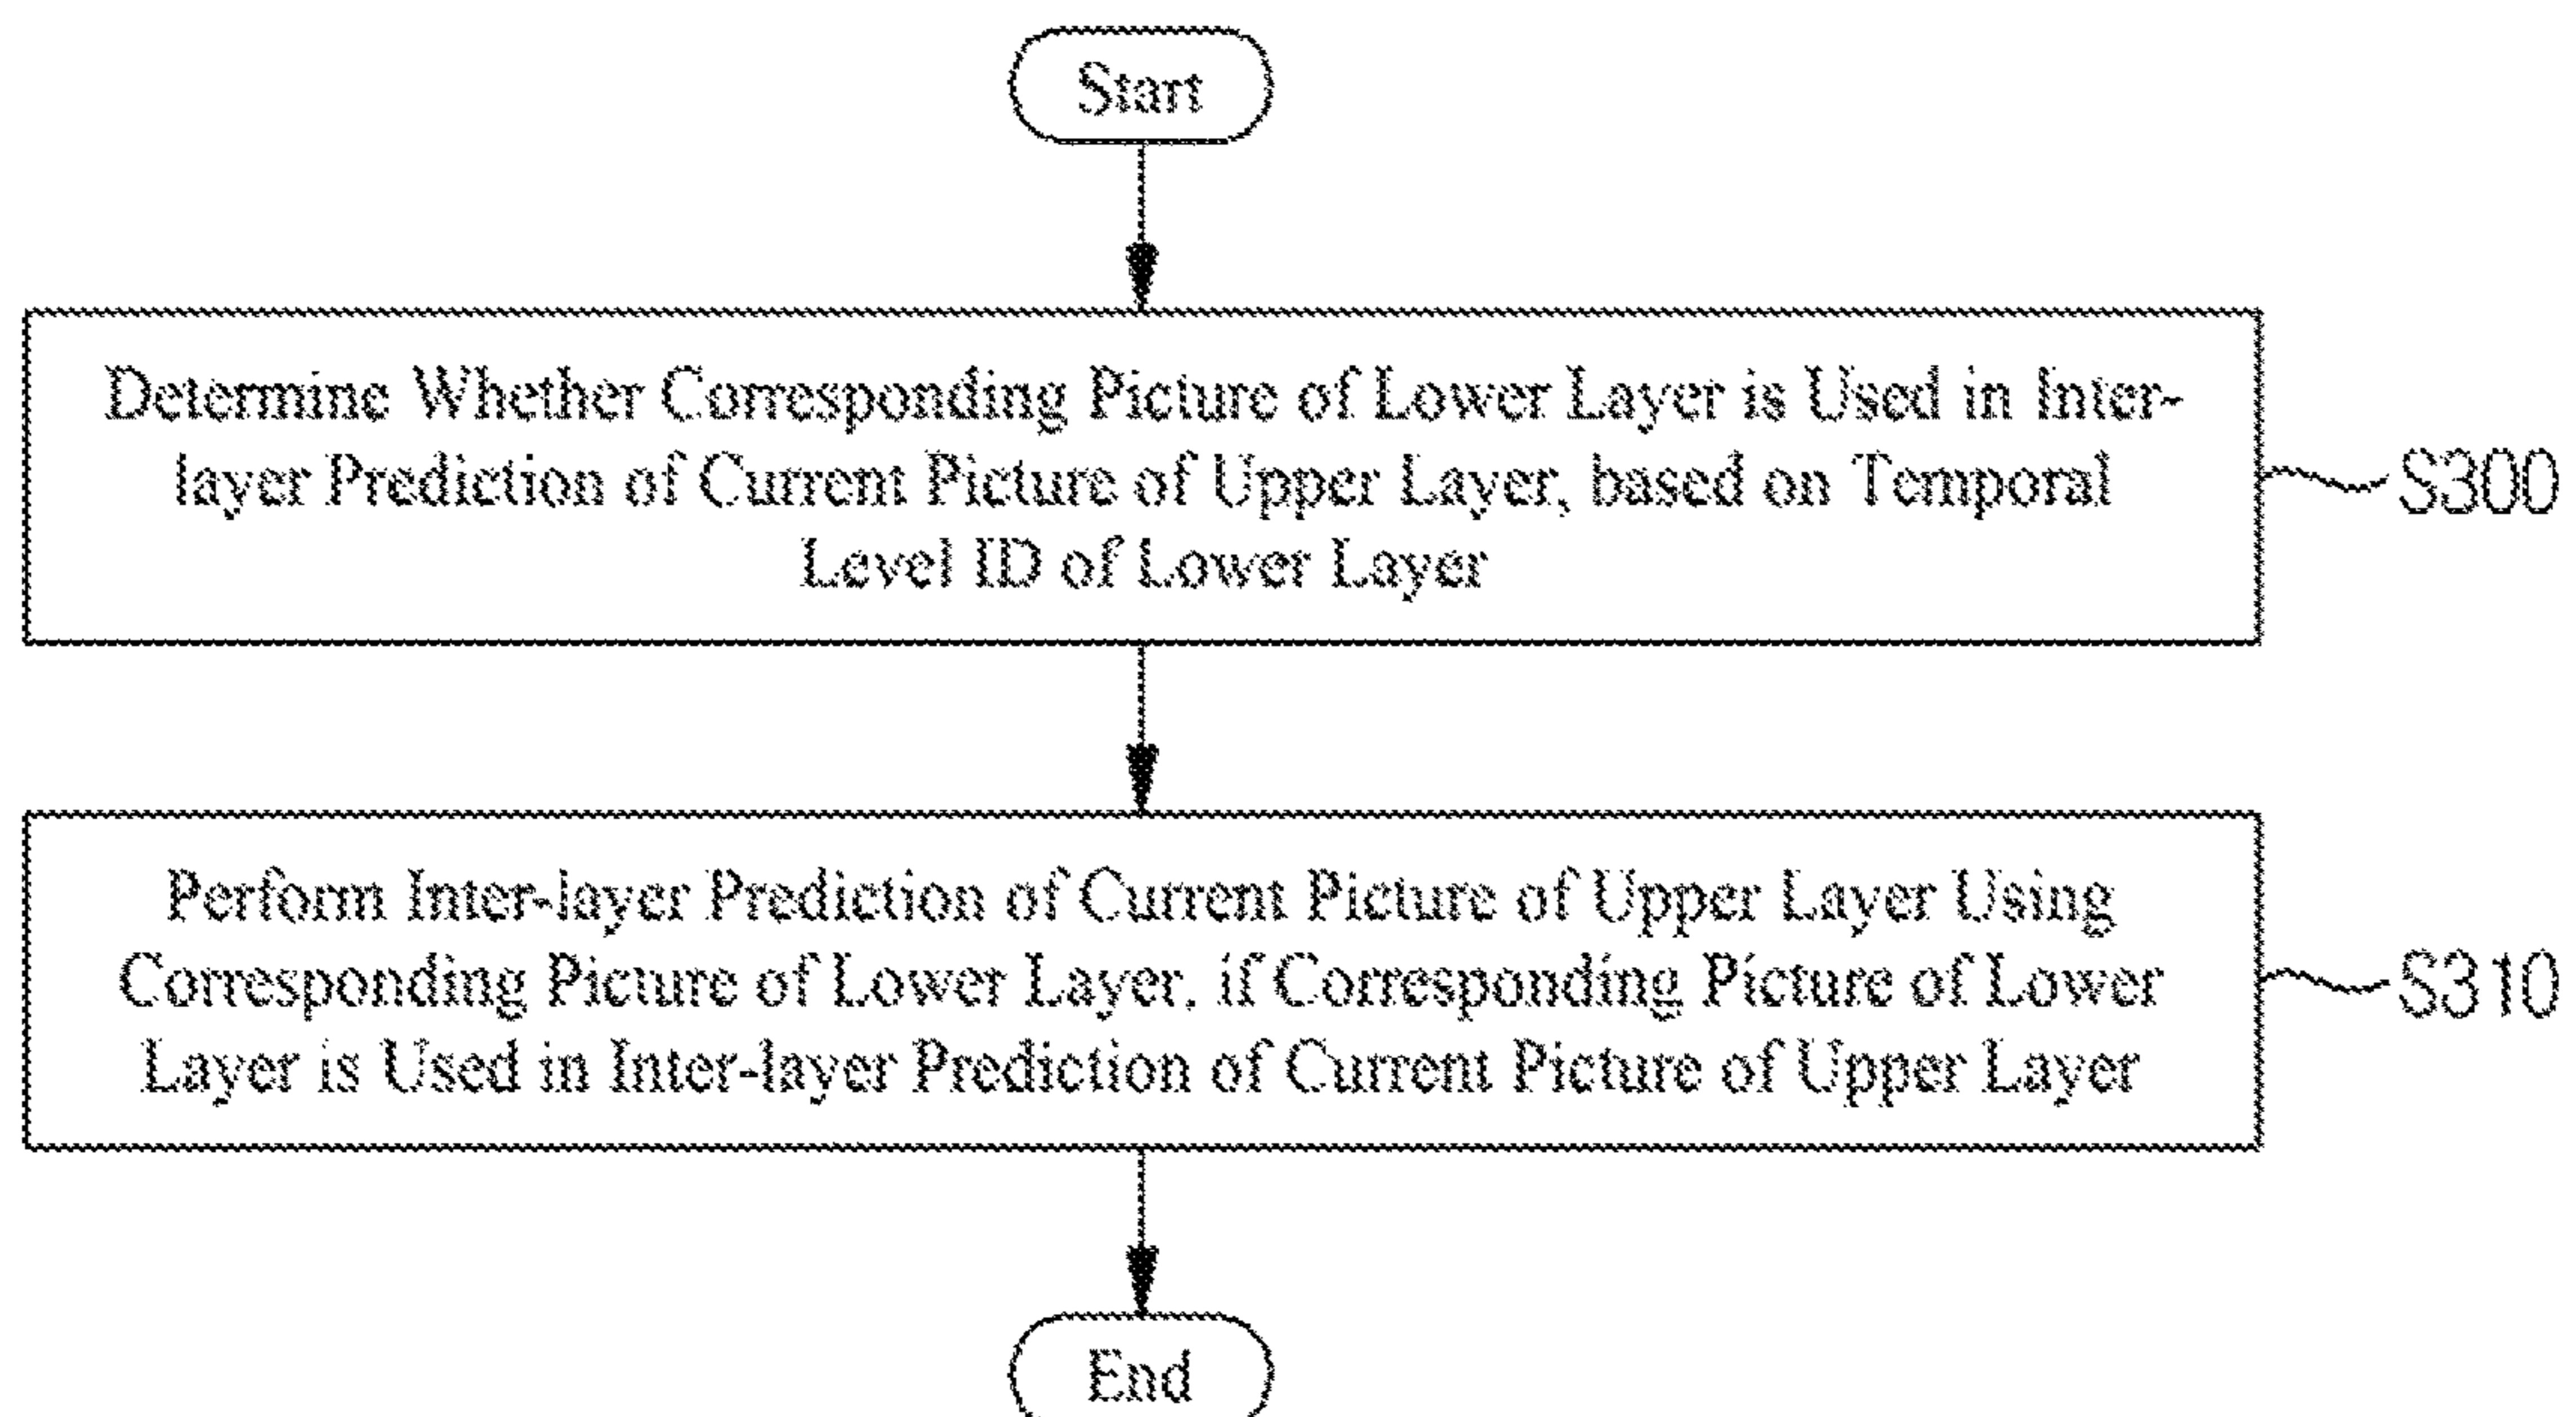 Start
Determine Whether Corresponding Picture of Lower Layer is Used in Inter-
layer Prediction of Current Picture of Upper Layer, based on Temporal
Level ID of Lower Layer
S300
Perform Inter-layer Prediction of Current Picture of Upper Layer Using
Corresponding Picture of Lower Layer, if Corresponding Picture of Lower
Layer is Used in Inter-layer Prediction of Current Picture of Upper Layer
S310
End